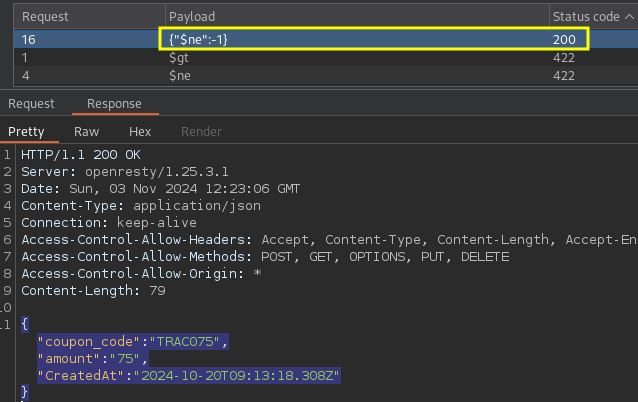 Request Payload Status code
16 {"$ne":-1} 200
1 $gt 422
4 $ne 422
Request Response
Pretty Raw Hex Render
1 HTTP/1.1 200 OK
2 Server: openresty/1.25.3.1
3 Date: Sun, 03 Nov 2024 12:23:06 GMT
4 Content-Type: application/json
5 Connection: keep-alive
6 Access-Control-Allow-Headers: Accept, Content-Type, Content-Length, Accept-En
7 Access-Control-Allow-Methods: POST, GET, OPTIONS, PUT, DELETE
8 Access-Control-Allow-Origin: *
9 Content-Length: 79
10
11 {
"coupon_code":"TRAC075",
"amount":"75",
"CreatedAt":"2024-10-20T09:13:18.308Z"
}